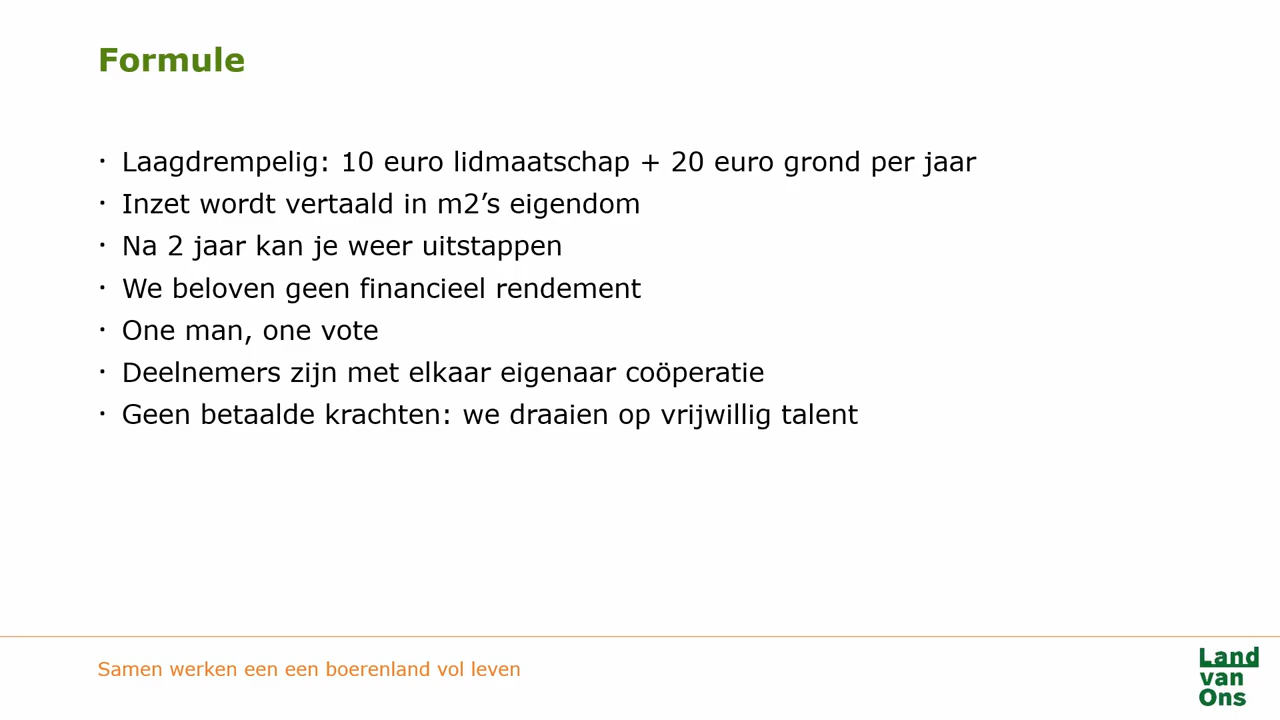 Formule
· Laagdrempelig: 10 euro lidmaatschap + 20 euro grond per jaar
· Inzet wordt vertaald in m2’s eigendom
· Na 2 jaar kan je weer uitstappen
· We beloven geen financieel rendement
· One man, one vote
· Deelnemers zijn met elkaar eigenaar coöperatie
· Geen betaalde krachten: we draaien op vrijwillig talent
Samen werken een een boerenland vol leven
Land
van
Ons